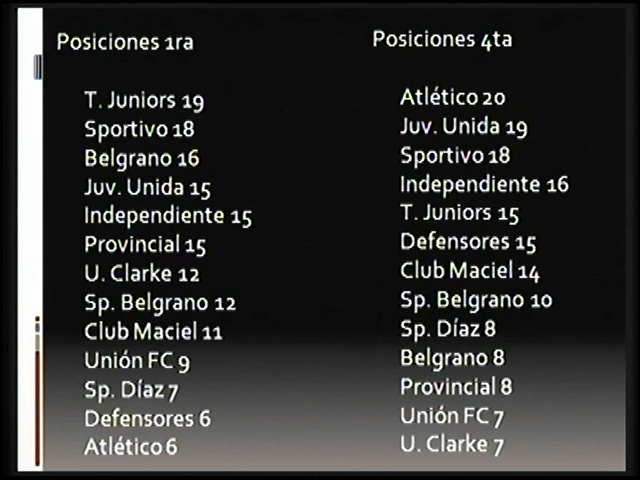 Posiciones 1ra
T. Juniors 19
Sportivo 18
Belgrano 16
Juv. Unida 15
Independiente 15
Provincial 15
U. Clarke 12
Sp. Belgrano 12
Club Maciel 11
Unión FC 9
Sp. Díaz 7
Defensores 6
Atlético 6
Posiciones 4ta
Atlético 20
Juv. Unida 19
Sportivo 18
Independiente 16
T. Juniors 15
Defensores 15
Club Maciel 14
Sp. Belgrano 10
Sp. Díaz 8
Belgrano 8
Provincial 8
Unión FC 7
U. Clarke 7